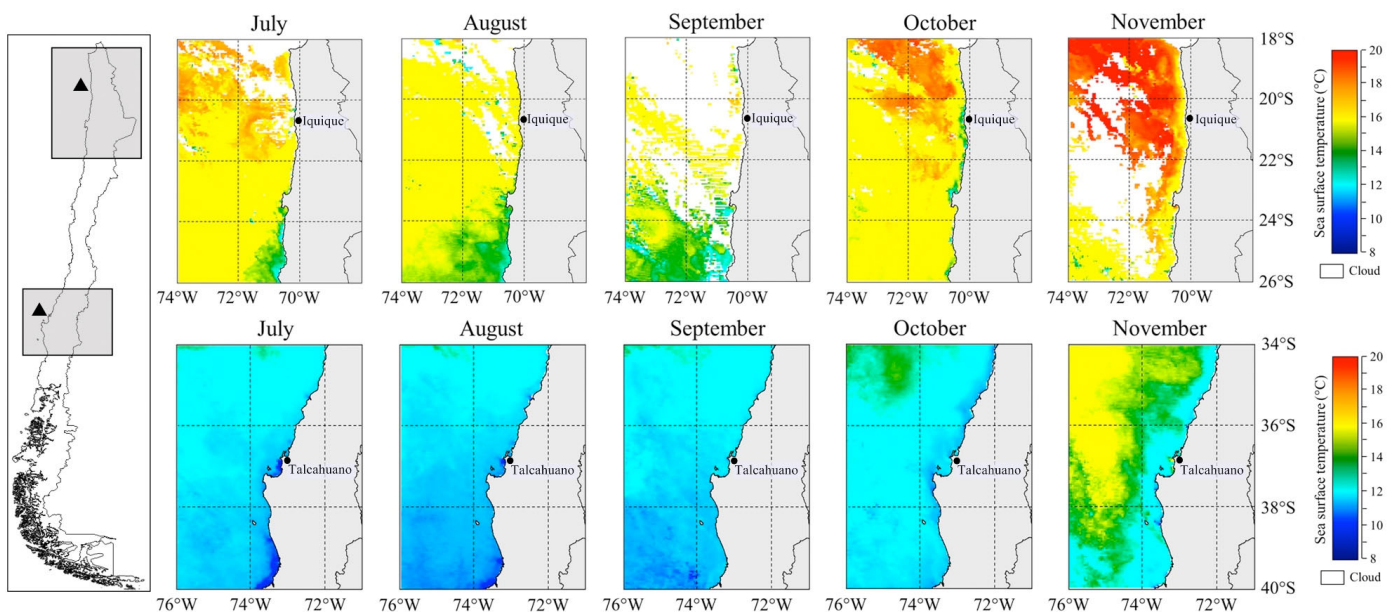 July August September October November
Iquique Iquique Iquique Iquique Iquique
18°S
20°S
22°S
24°S
26°S
74°W 72°W 70°W 74°W 72°W 70°W 74°W 72°W 70°W 74°W 72°W 70°W 74°W 72°W 70°W
Sea surface temperature (°C)
20
18
16
14
12
10
8
Cloud
July August September October November
Talcahuano Talcahuano Talcahuano Talcahuano Talcahuano
34°S
36°S
38°S
40°S
76°W 74°W 72°W 76°W 74°W 72°W 76°W 74°W 72°W 76°W 74°W 72°W 76°W 74°W 72°W
Sea surface temperature (°C)
20
18
16
14
12
10
8
Cloud